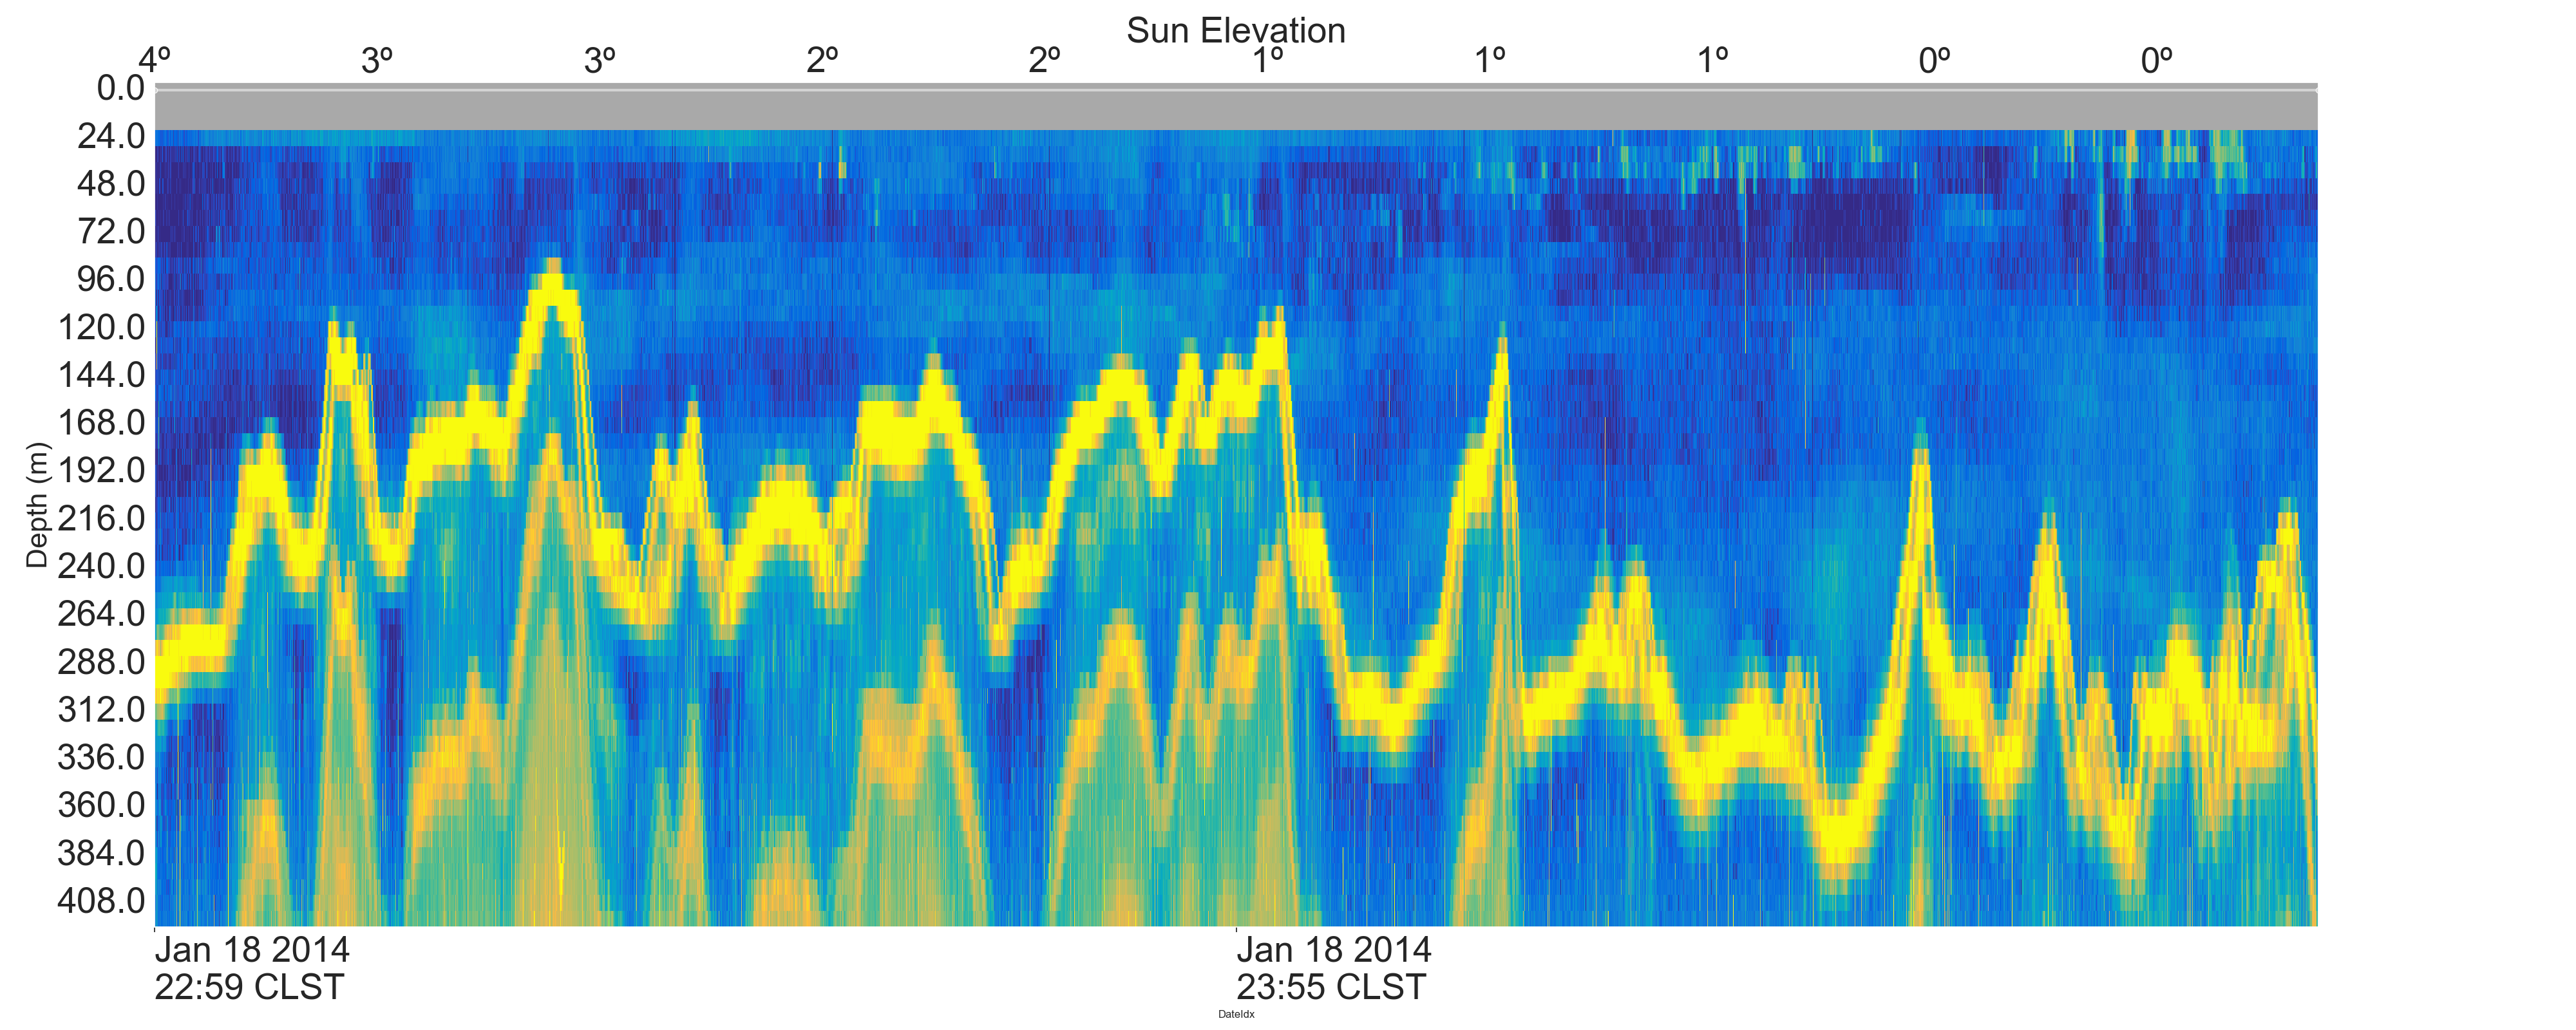 Sun Elevation
4º 3º 3º 2º 2º 1º 1º 1º 0º 0º
Depth (m)
0.0
24.0
48.0
72.0
96.0
120.0
144.0
168.0
192.0
216.0
240.0
264.0
288.0
312.0
336.0
360.0
384.0
408.0
Jan 18 2014
22:59 CLST
Jan 18 2014
23:55 CLST
DateIdx